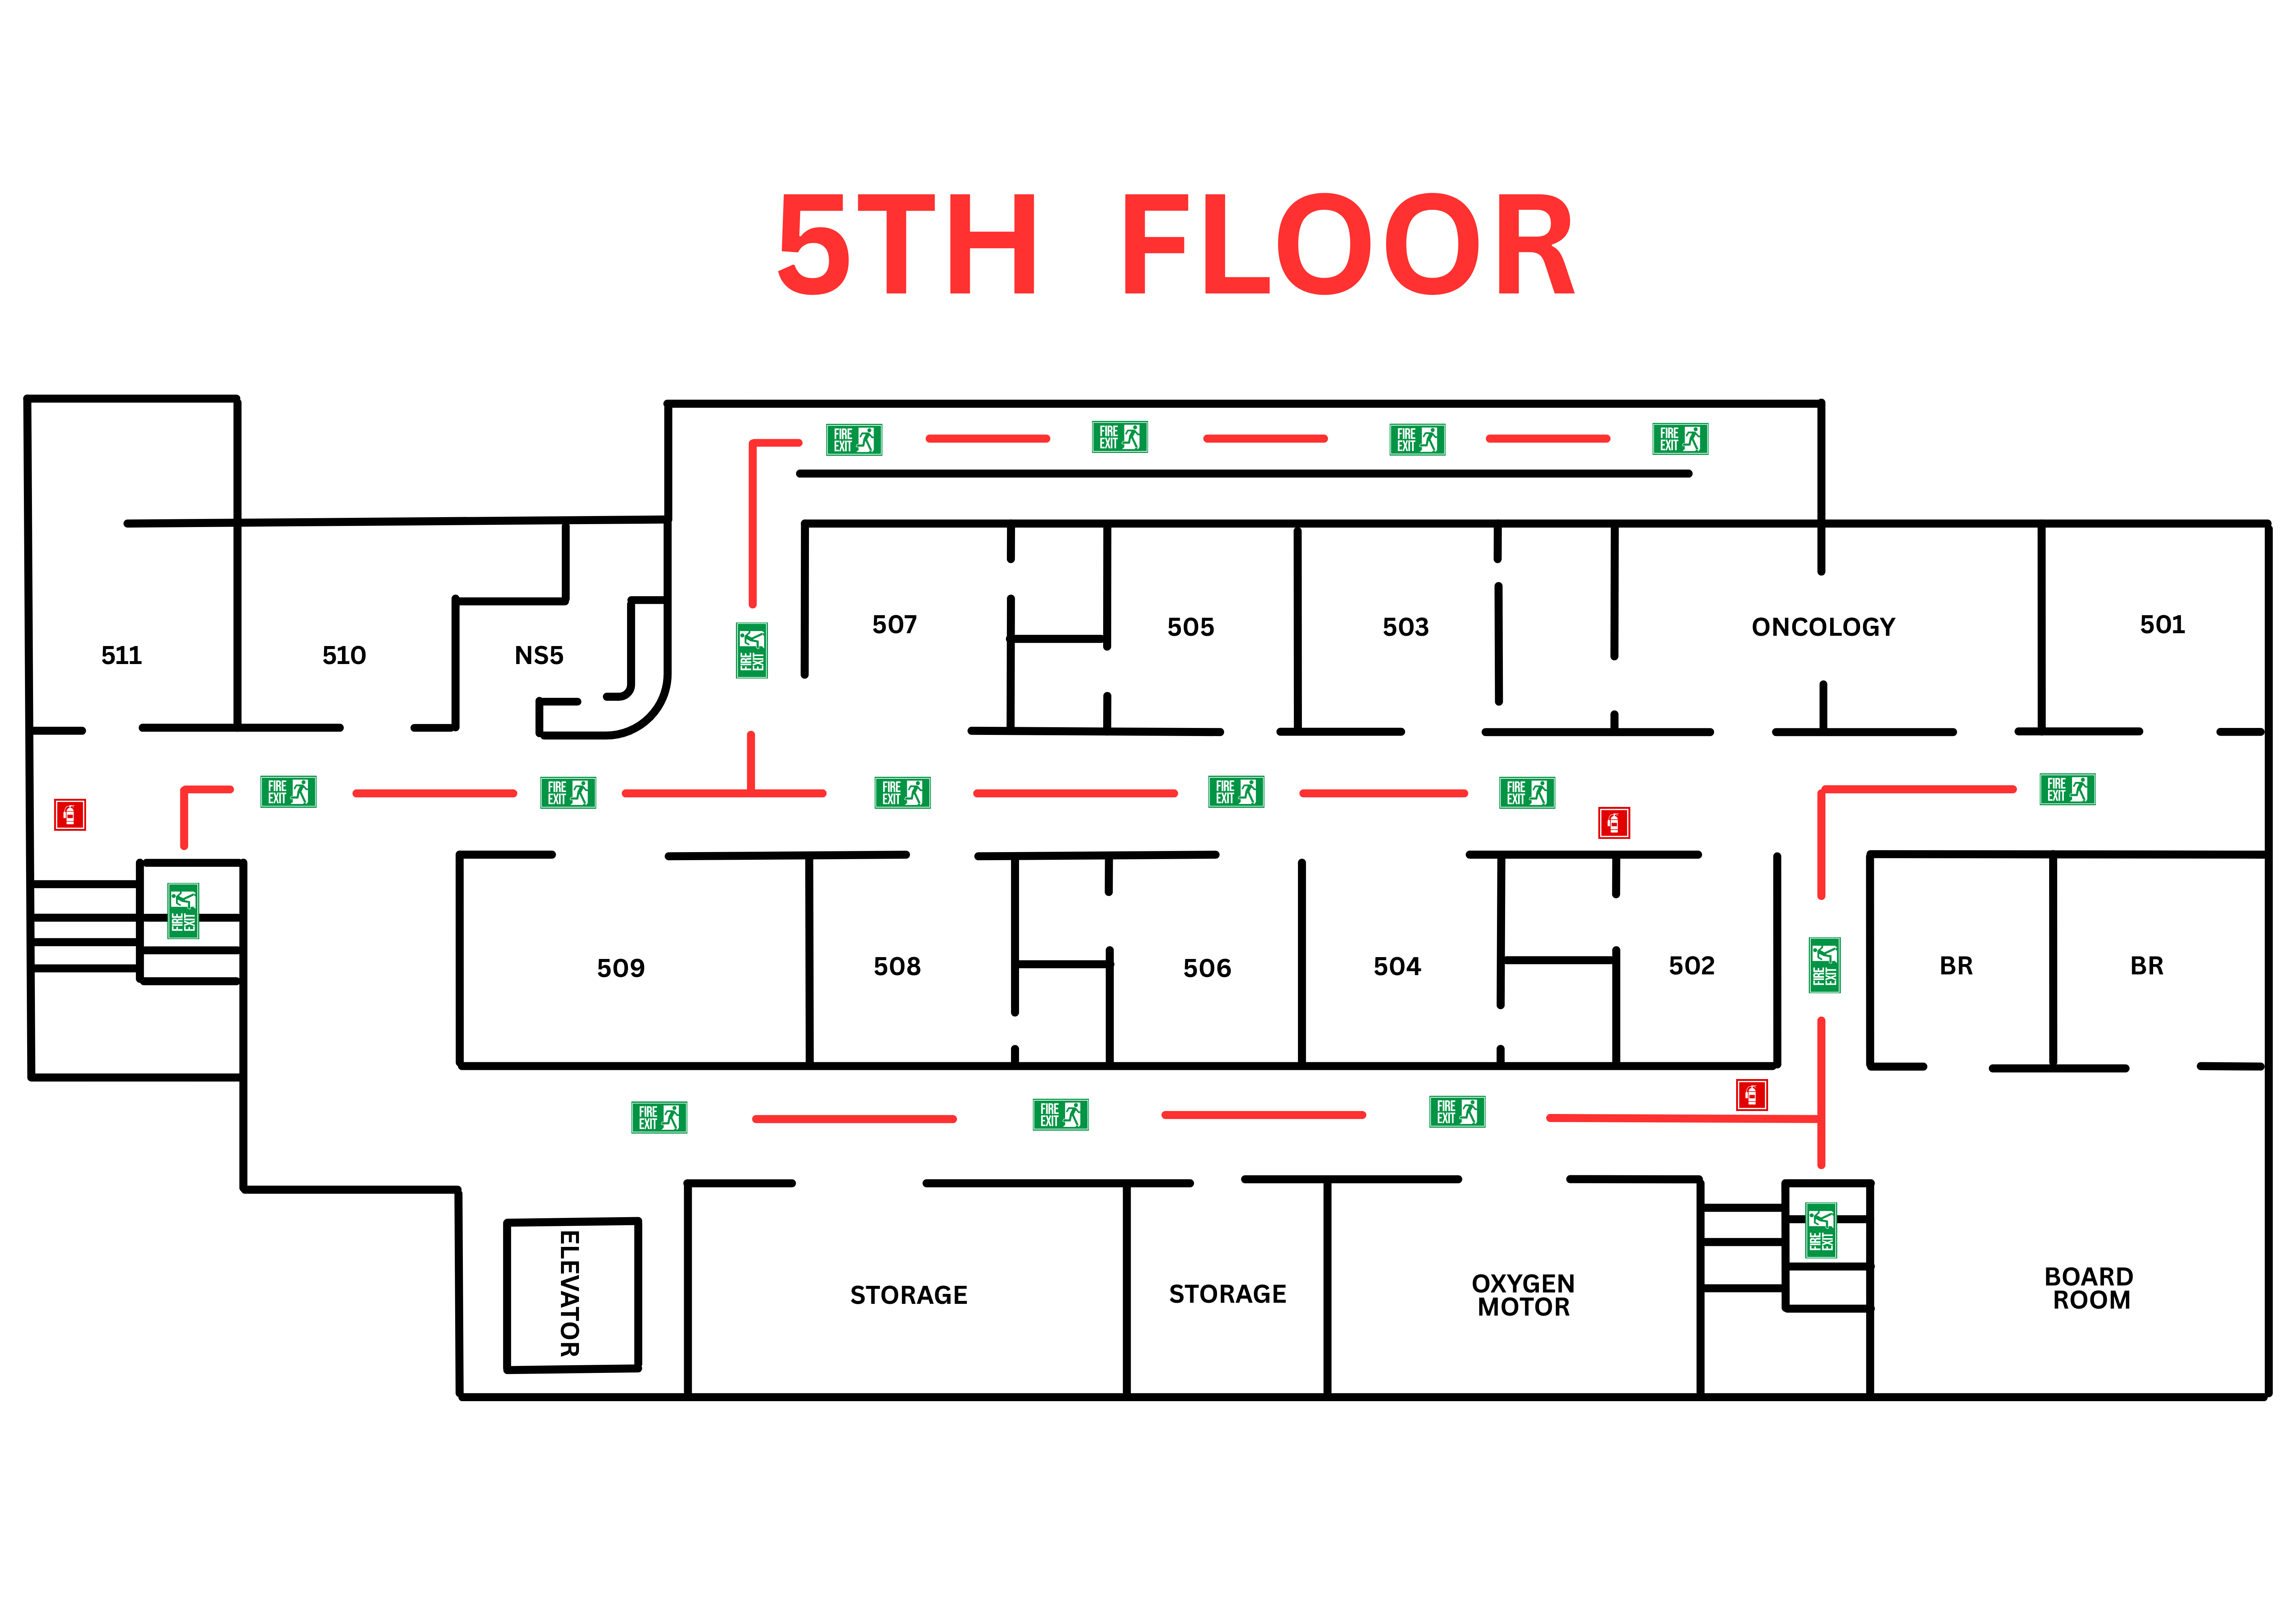 5TH FLOOR
FIRE EXIT
FIRE EXIT
FIRE EXIT
FIRE EXIT
507
505
503
ONCOLOGY
501
511
510
NS5
FIRE EXIT
FIRE EXIT
FIRE EXIT
FIRE EXIT
FIRE EXIT
FIRE EXIT
FIRE EXIT
FIRE EXIT
509
508
506
504
502
FIRE EXIT
BR
BR
FIRE EXIT
FIRE EXIT
FIRE EXIT
ELEVATOR
STORAGE
STORAGE
OXYGEN
MOTOR
FIRE EXIT
BOARD
ROOM